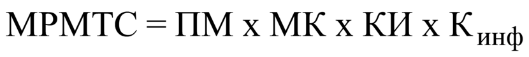 МРМТС = ПМ х МК х КИ х Кинф